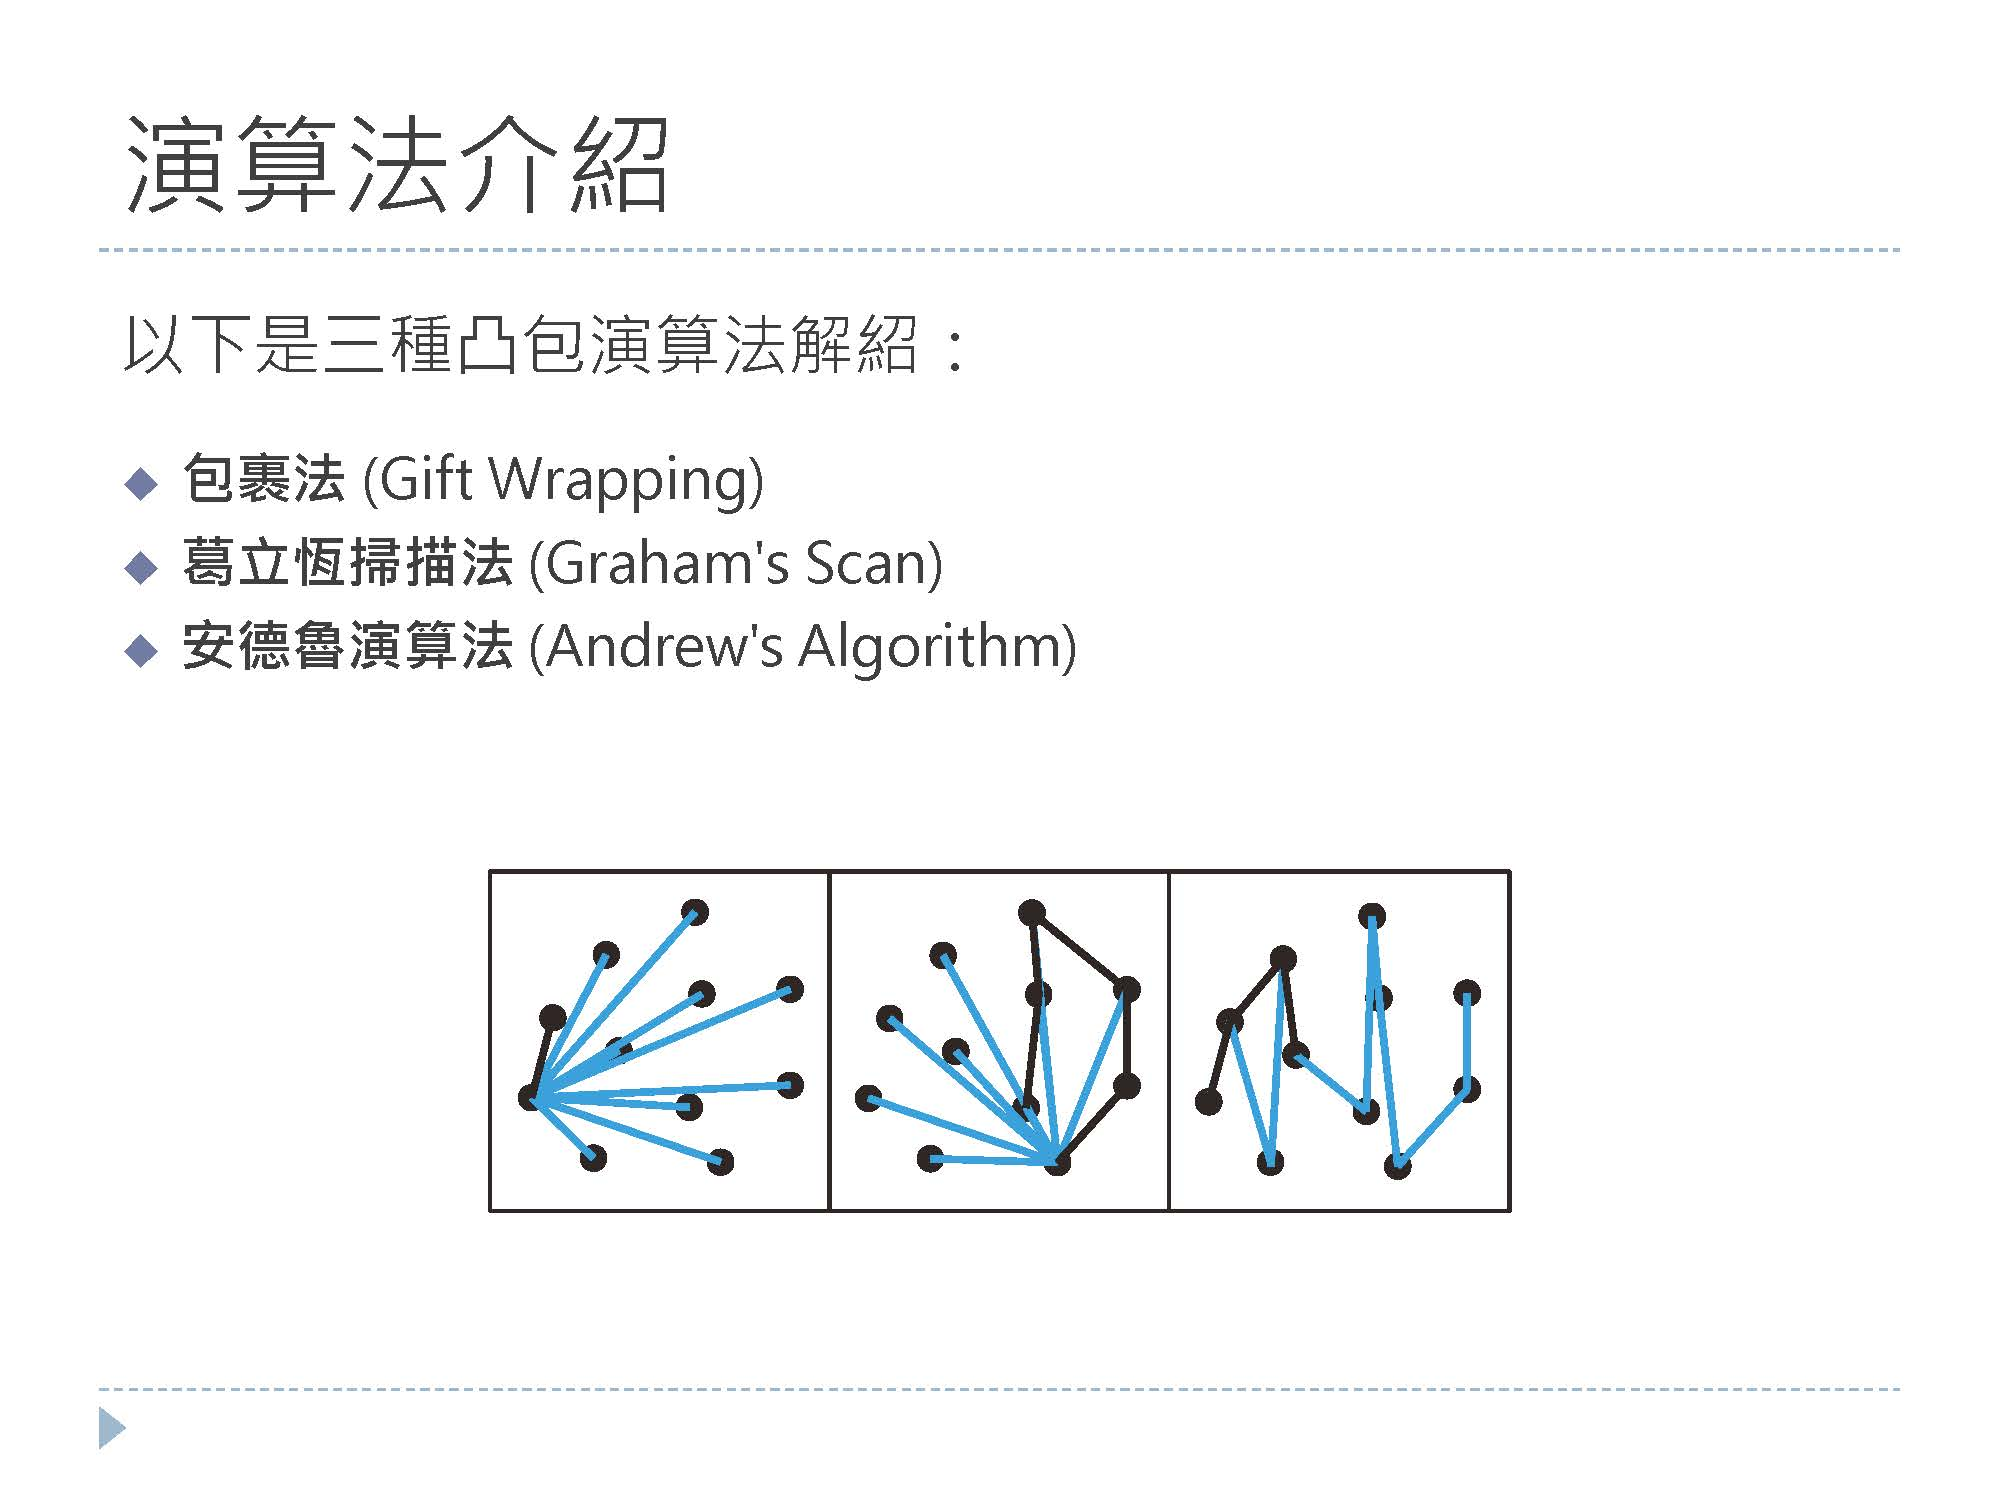 演算法介紹
以下是三種凸包演算法解紹：
包裹法 (Gift Wrapping)
葛立恆掃描法 (Graham's Scan)
安德魯演算法 (Andrew's Algorithm)